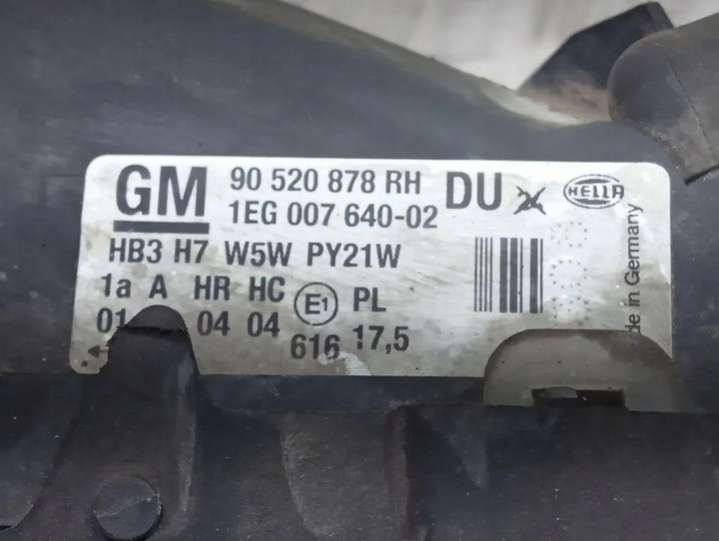 GM 90 520 878 RH DU HELLA
1EG 007 640-02
HB3 H7 W5W PY21W
1a A HR HC E1 PL
01 04 04 616 17,5
in Germany